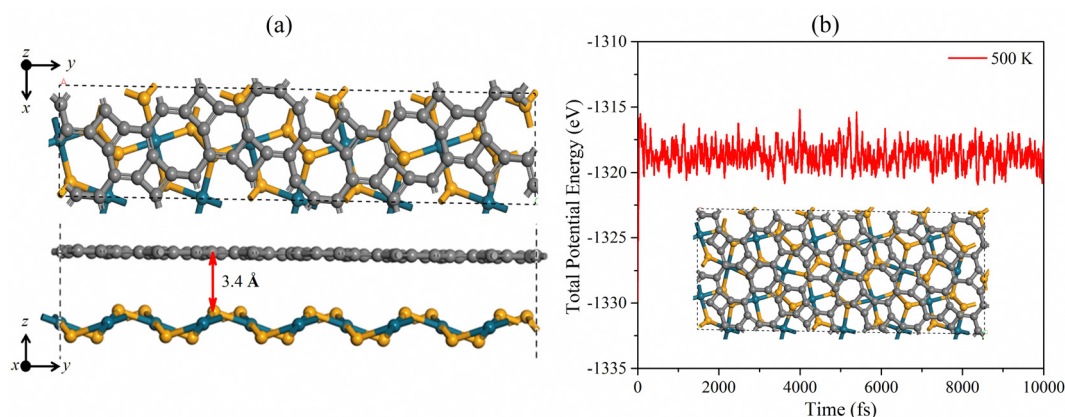 (a)
z
y
x
A
3.4 Å
z
x
y
(b)
-1310
-1315
-1320
-1325
-1330
-1335
Total Potential Energy (eV)
500 K
0
2000
4000
6000
8000
10000
Time (fs)